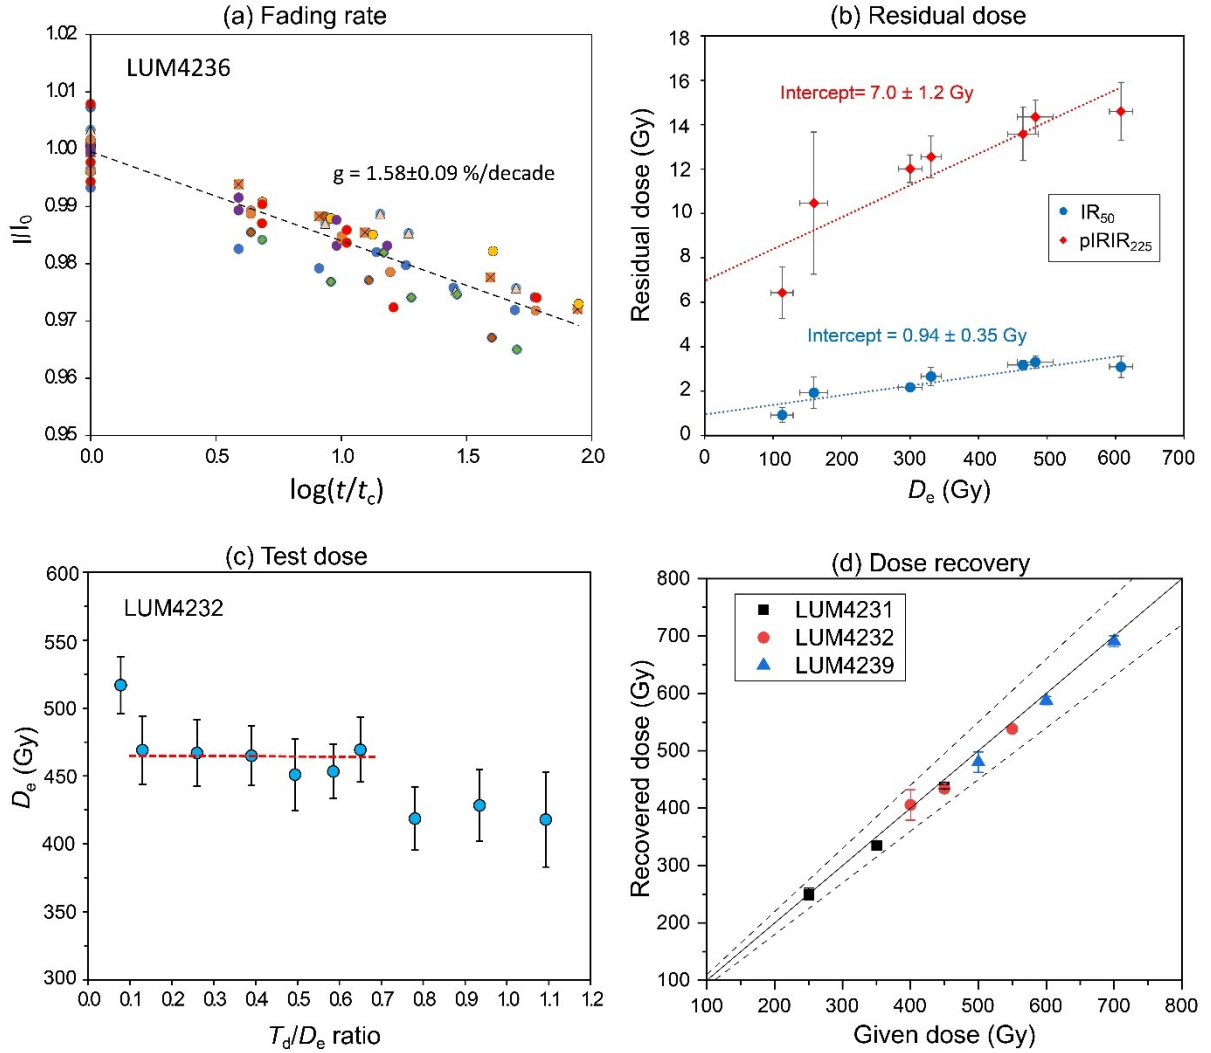 (a) Fading rate
1.02
1.01
1.00
0.99
0.98
0.97
0.96
0.95
I/I0
LUM4236
g = 1.58±0.09 %/decade
0.0 0.5 1.0 1.5 2.0
log(t/tc)
(b) Residual dose
18
16
14
12
10
8
6
4
2
0
Residual dose (Gy)
Intercept= 7.0 ± 1.2 Gy
IR50
pIRIR225
Intercept = 0.94 ± 0.35 Gy
0 100 200 300 400 500 600 700
De (Gy)
(c) Test dose
600
550
500
450
400
350
300
De (Gy)
LUM4232
0.0 0.1 0.2 0.3 0.4 0.5 0.6 0.7 0.8 0.9 1.0 1.1 1.2
Td/De ratio
(d) Dose recovery
800
700
600
500
400
300
200
100
Recovered dose (Gy)
LUM4231
LUM4232
LUM4239
100 200 300 400 500 600 700 800
Given dose (Gy)